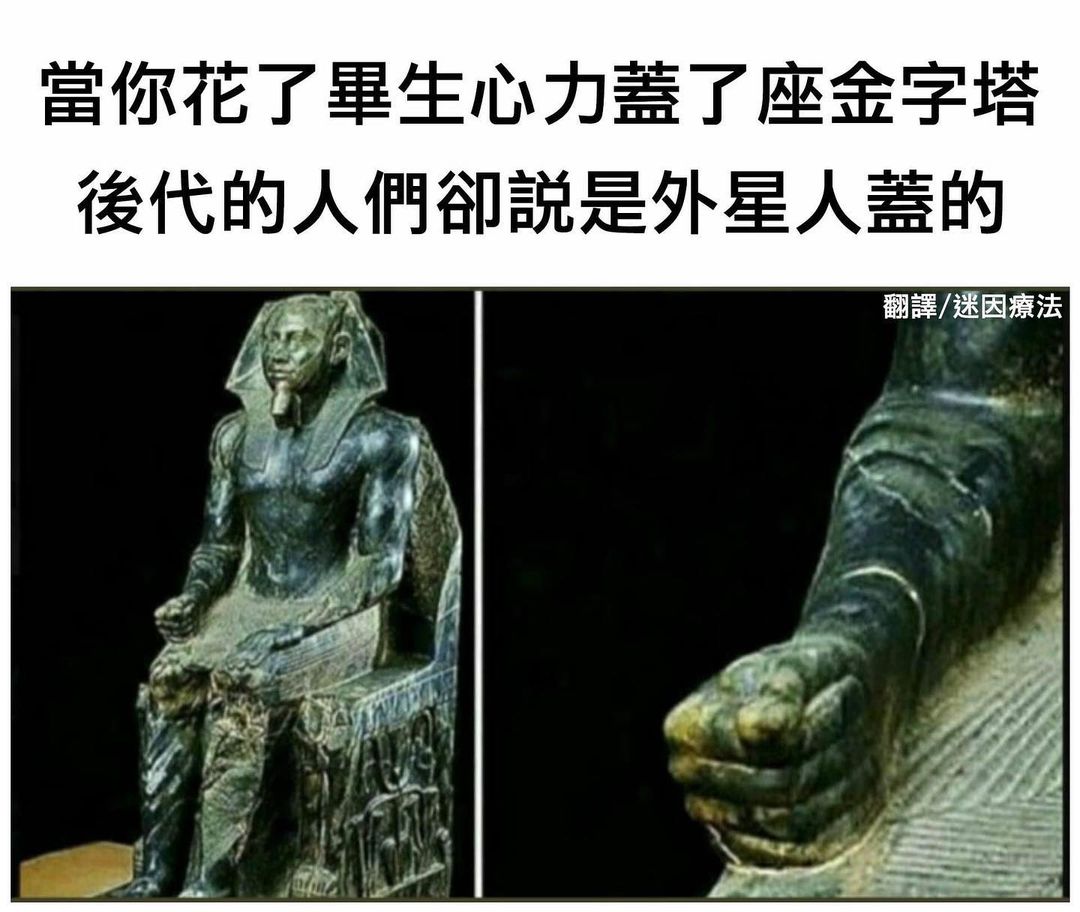 當你花了畢生心力蓋了座金字塔
後代的人們卻説是外星人蓋的
翻譯/迷因療法